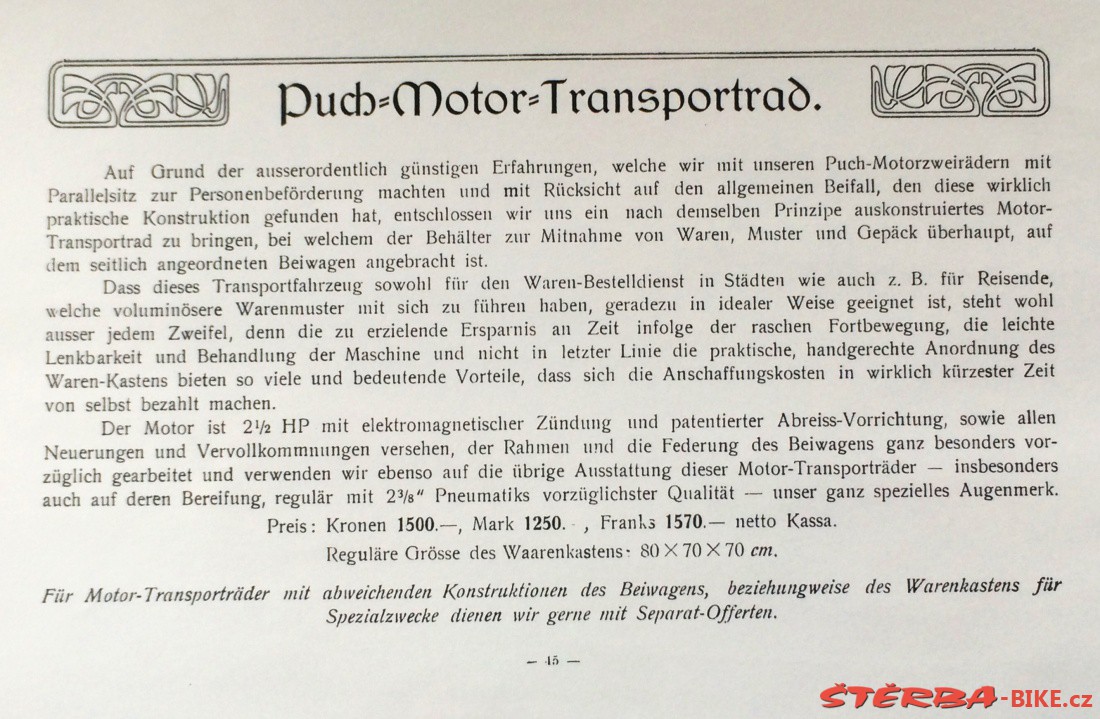 Puch-Motor-Transportrad.
Auf Grund der ausserordentlich günstigen Erfahrungen, welche wir mit unseren Puch-Motorzweirädern mit
Parallelsitz zur Personenbeförderung machten und mit Rücksicht auf den allgemeinen Beifall, den diese wirklich
praktische Konstruktion gefunden hat, entschlossen wir uns ein nach demselben Prinzipe auskonstruiertes Motor-
Transportrad zu bringen, bei welchem der Behälter zur Mitnahme von Waren, Muster und Gepäck überhaupt, auf
dem seitlich angeordneten Beiwagen angebracht ist.
Dass dieses Transportfahrzeug sowohl für den Waren-Bestelldienst in Städten wie auch z. B. für Reisende,
welche voluminösere Warenmuster mit sich zu führen haben, geradezu in idealer Weise geeignet ist, steht wohl
ausser jedem Zweifel, denn die zu erzielende Ersparnis an Zeit infolge der raschen Fortbewegung, die leichte
Lenkbarkeit und Behandlung der Maschine und nicht in letzter Linie die praktische, handgerechte Anordnung des
Waren-Kastens bieten so viele und bedeutende Vorteile, dass sich die Anschaffungskosten in wirklich kürzester Zeit
von selbst bezahlt machen.
Der Motor ist 2½ HP mit elektromagnetischer Zündung und patentierter Abreiss-Vorrichtung, sowie allen
Neuerungen und Vervollkommnungen versehen, der Rahmen und die Federung des Beiwagens ganz besonders vor-
züglich gearbeitet und verwenden wir ebenso auf die übrige Ausstattung dieser Motor-Transporträder — insbesonders
auch auf deren Bereifung, regulär mit 2⅜" Pneumatiks vorzüglichster Qualität — unser ganz spezielles Augenmerk.
Preis: Kronen 1500.—, Mark 1250.—, Franks 1570.— netto Kassa.
Reguläre Grösse des Waarenkastens: 80×70×70 cm.
Für Motor-Transporträder mit abweichenden Konstruktionen des Beiwagens, beziehungweise des Warenkastens für
Spezialzwecke dienen wir gerne mit Separat-Offerten.
— 45 —
ŠTĚRBA-BIKE.cz